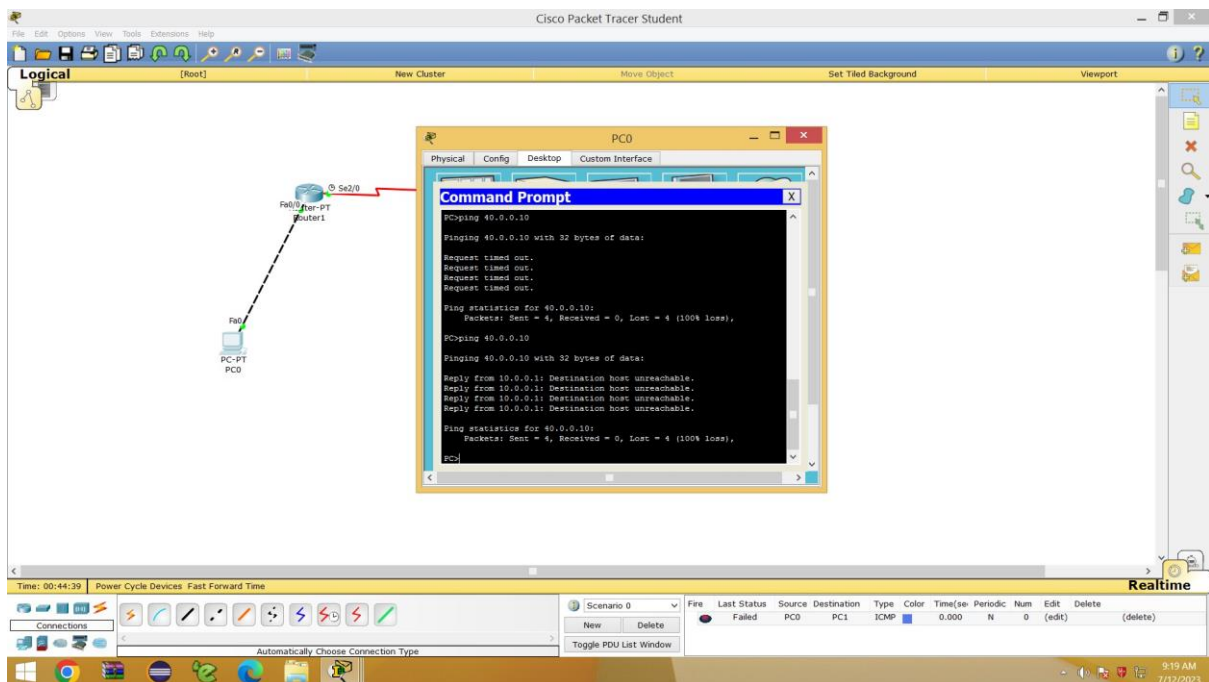 Cisco Packet Tracer Student
File Edit Options View Tools Extensions Help
Logical [Root] New Cluster Move Object Set Tiled Background Viewport
PC0
Physical Config Desktop Custom Interface
Command Prompt X
PC>ping 40.0.0.10
Pinging 40.0.0.10 with 32 bytes of data:
Request timed out.
Request timed out.
Request timed out.
Request timed out.
Ping statistics for 40.0.0.10:
Packets: Sent = 4, Received = 0, Lost = 4 (100% loss),
PC>ping 40.0.0.10
Pinging 40.0.0.10 with 32 bytes of data:
Reply from 10.0.0.1: Destination host unreachable.
Reply from 10.0.0.1: Destination host unreachable.
Reply from 10.0.0.1: Destination host unreachable.
Reply from 10.0.0.1: Destination host unreachable.
Ping statistics for 40.0.0.10:
Packets: Sent = 4, Received = 0, Lost = 4 (100% loss),
PC>
Se2/0
Fa0/0
ter-PT
Router1
Fa0
PC-PT
PC0
Time: 00:44:39 Power Cycle Devices Fast Forward Time Realtime
Connections
Automatically Choose Connection Type
Scenario 0
New Delete
Toggle PDU List Window
Fire Last Status Source Destination Type Color Time(se Periodic Num Edit Delete
Failed PC0 PC1 ICMP 0.000 N 0 (edit) (delete)
9:19 AM
7/12/2023